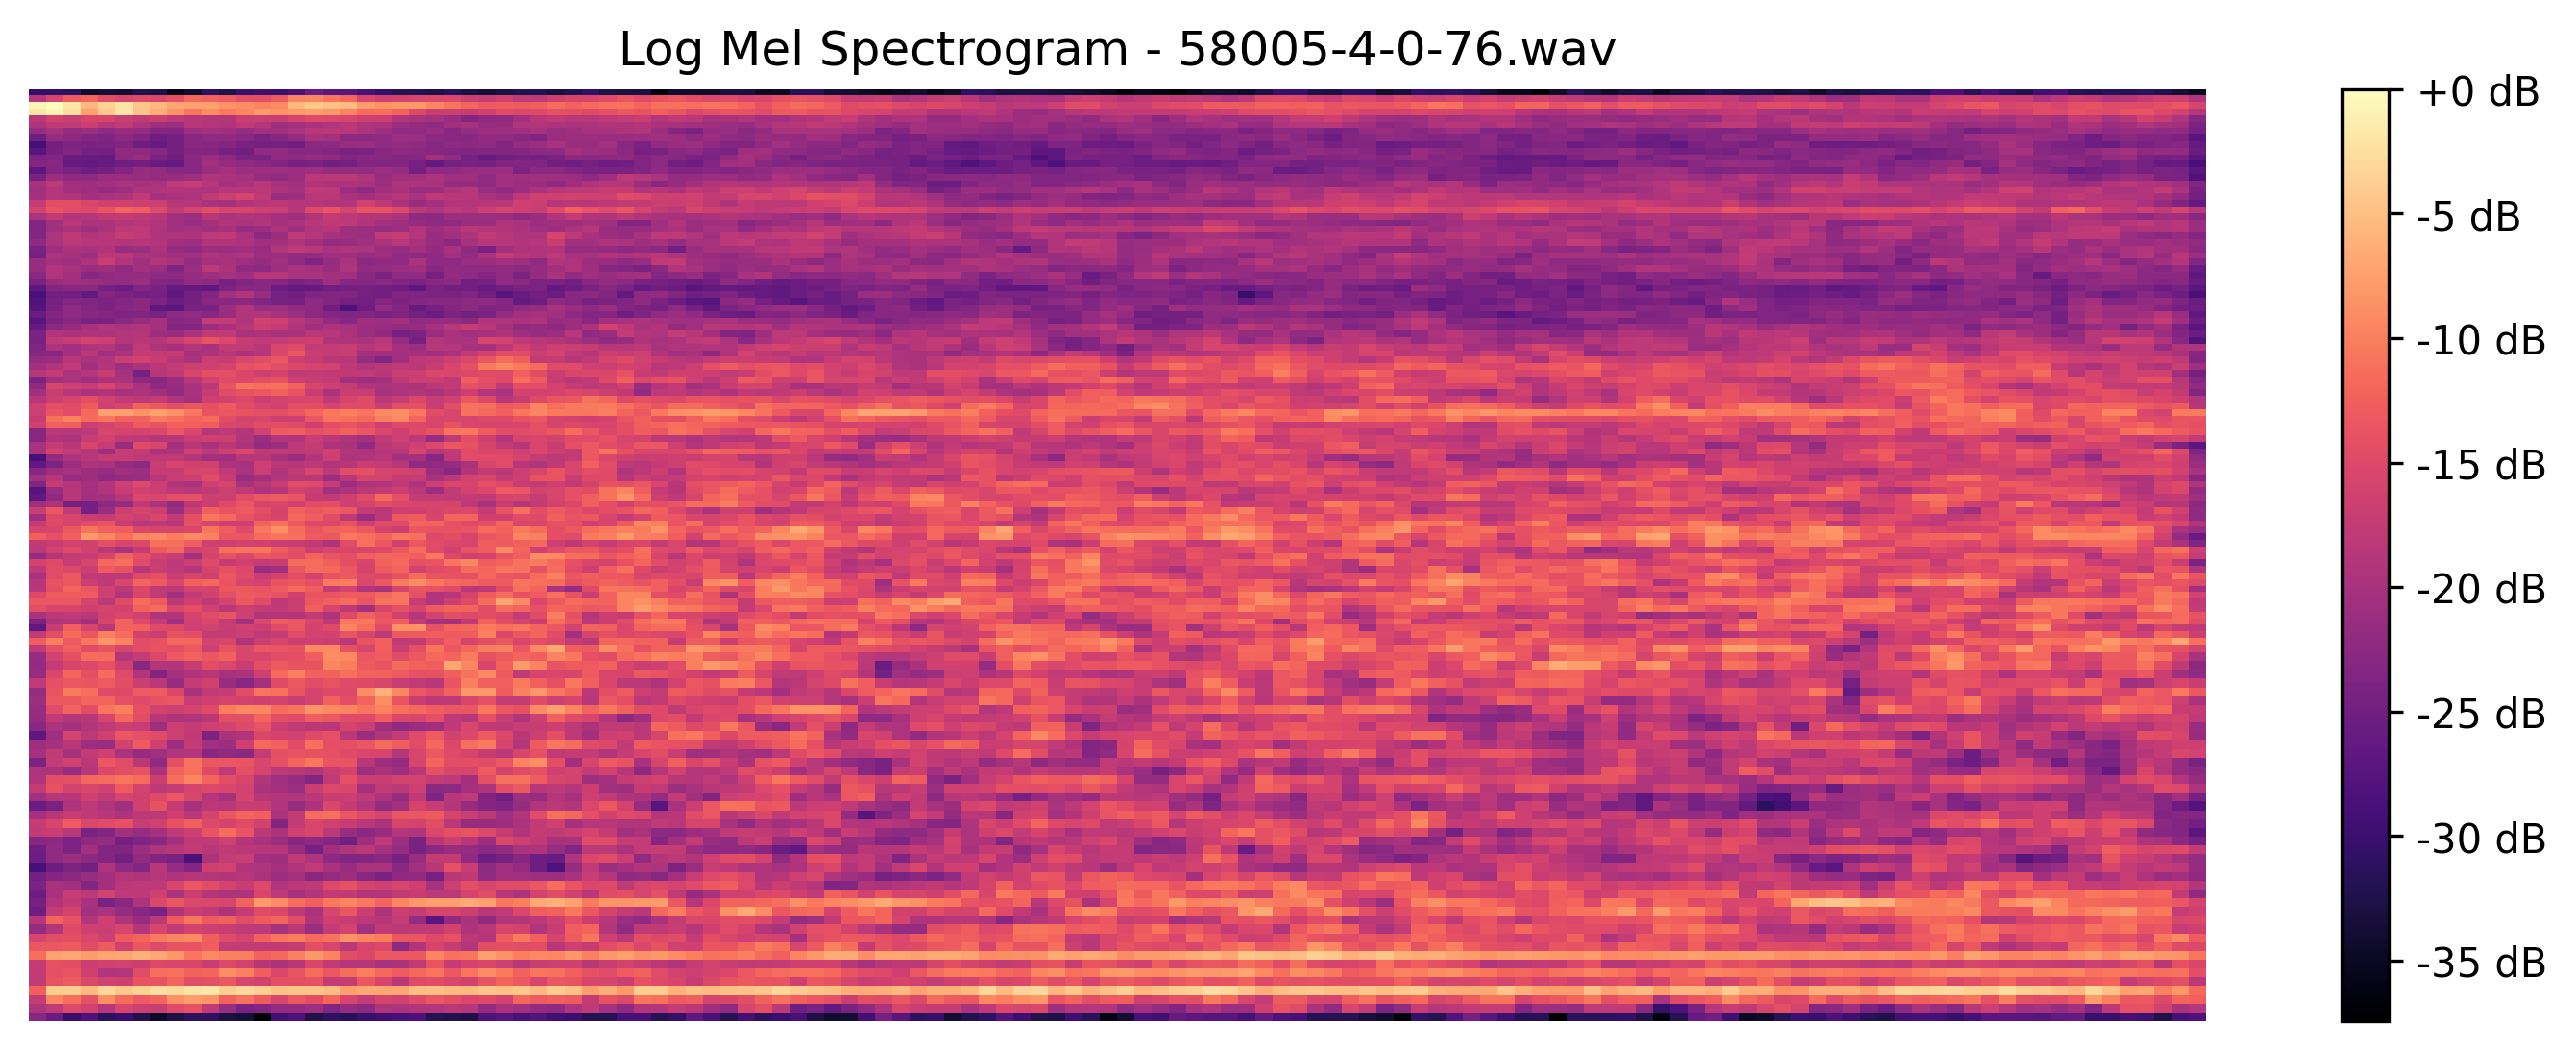 Log Mel Spectrogram - 58005-4-0-76.wav
+0 dB
-5 dB
-10 dB
-15 dB
-20 dB
-25 dB
-30 dB
-35 dB